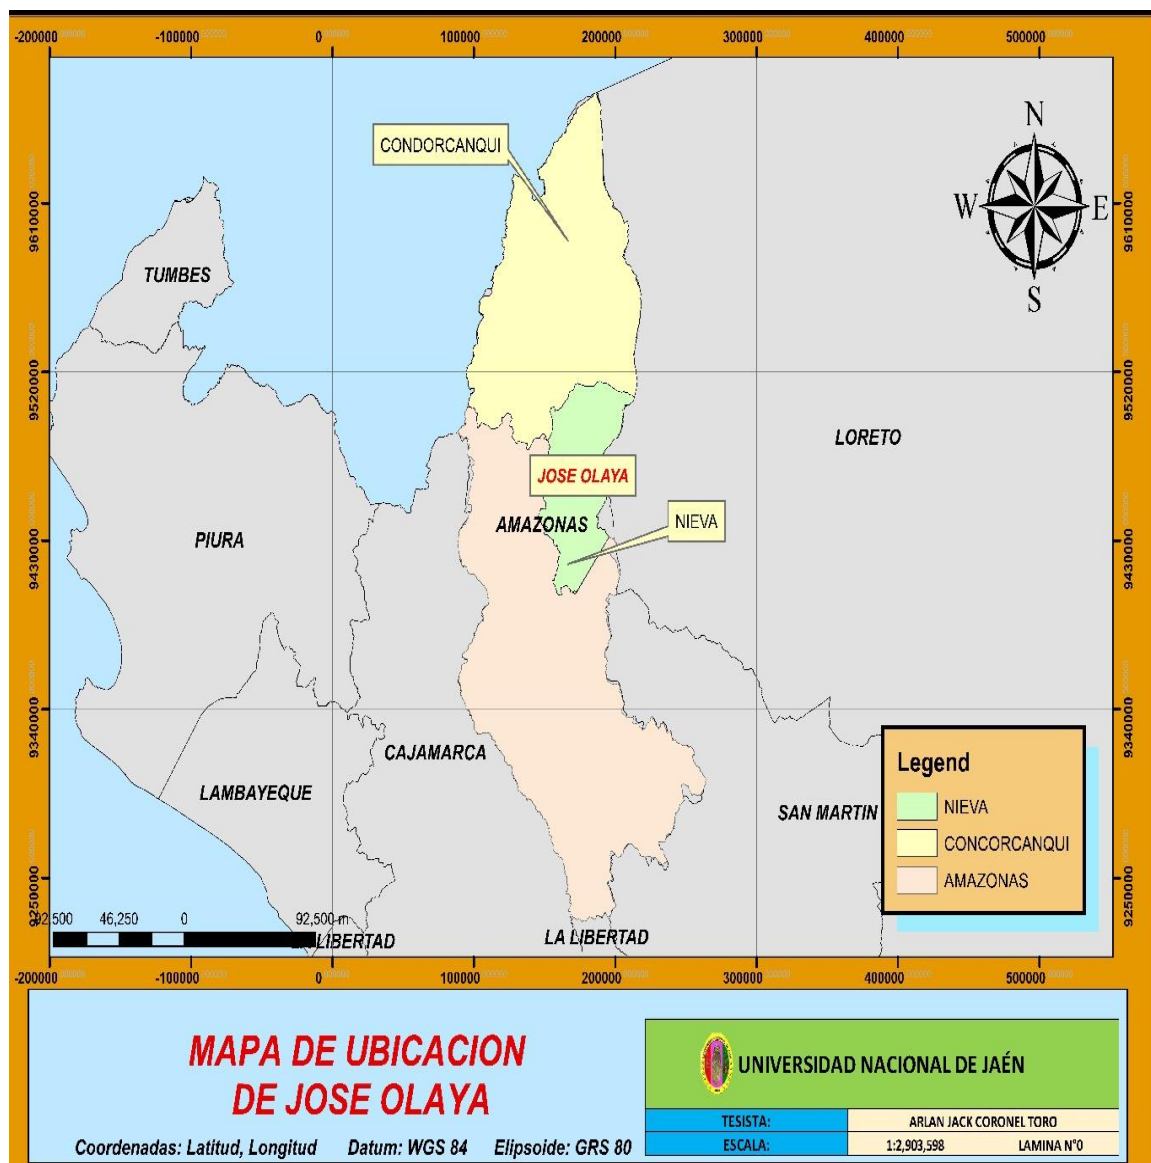 -200000 -100000 0 100000 200000 300000 400000 500000
N
W E
S
CONDORCANQUI
9610000 9610000
TUMBES
9520000 9520000
LORETO
JOSE OLAYA
AMAZONAS
NIEVA
PIURA
9430000 9430000
9340000 9340000
CAJAMARCA
LAMBAYEQUE
SAN MARTIN
Legend
NIEVA
CONCORCANQUI
AMAZONAS
9250000 9250000
92,500 46,250 0 92,500 m
LIBERTAD
LA LIBERTAD
-200000 -100000 0 100000 200000 300000 400000 500000
MAPA DE UBICACION
DE JOSE OLAYA
Coordenadas: Latitud, Longitud Datum: WGS 84 Elipsoide: GRS 80
UNIVERSIDAD NACIONAL DE JAÉN
TESISTA: ARLAN JACK CORONEL TORO
ESCALA: 1:2,903,598 LAMINA N°0